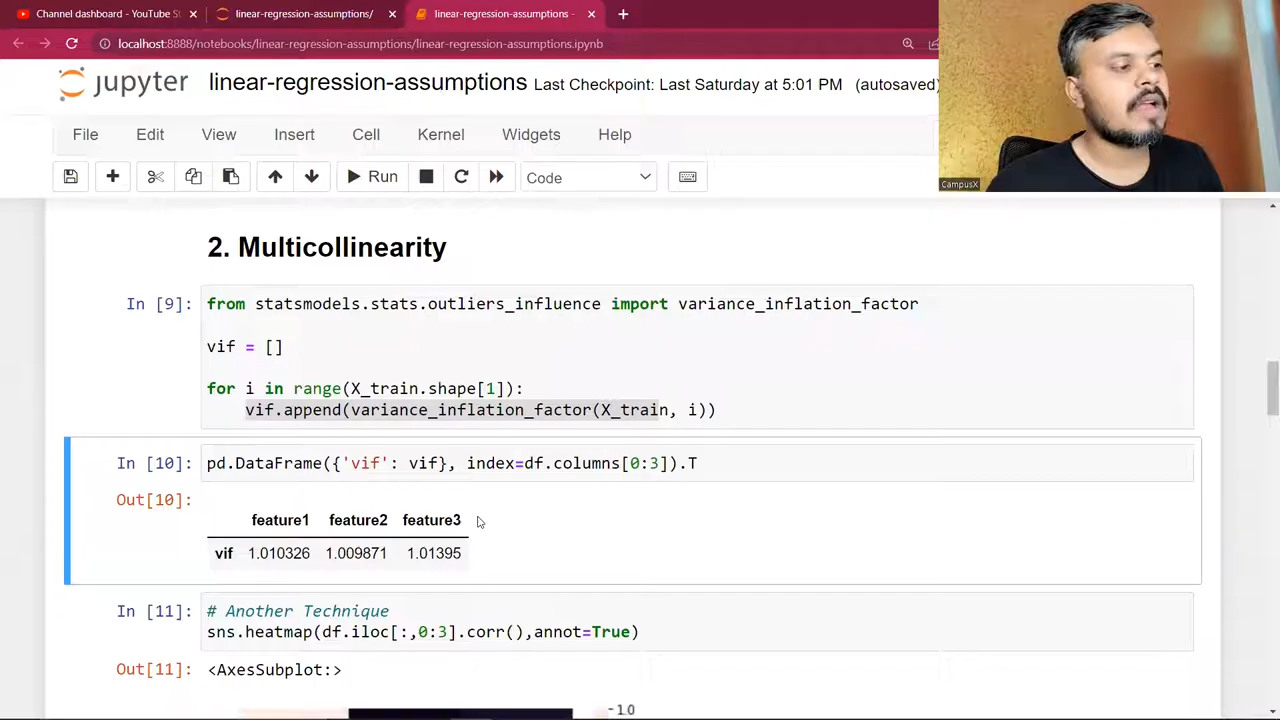 Channel dashboard - YouTube St
linear-regression-assumptions/
linear-regression-assumptions -
localhost:8888/notebooks/linear-regression-assumptions/linear-regression-assumptions.ipynb
jupyter linear-regression-assumptions Last Checkpoint: Last Saturday at 5:01 PM (autosaved)
File Edit View Insert Cell Kernel Widgets Help
Run Code
CampusX
2. Multicollinearity
In [9]: from statsmodels.stats.outliers_influence import variance_inflation_factor
vif = []
for i in range(X_train.shape[1]):
vif.append(variance_inflation_factor(X_train, i))
In [10]: pd.DataFrame({'vif': vif}, index=df.columns[0:3]).T
Out[10]:
feature1 feature2 feature3
vif 1.010326 1.009871 1.01395
In [11]: # Another Technique
sns.heatmap(df.iloc[:,0:3].corr(),annot=True)
Out[11]: <AxesSubplot:>
-1.0